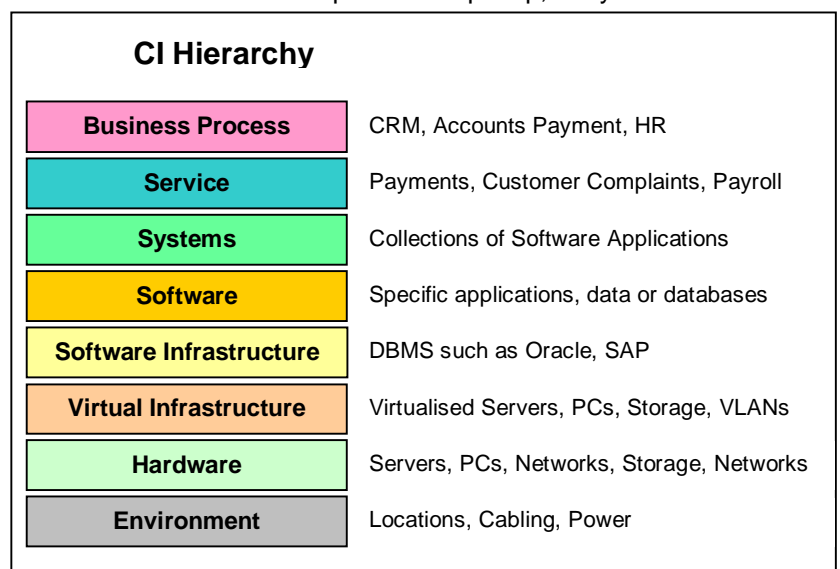 CI Hierarchy
Business Process CRM, Accounts Payment, HR
Service Payments, Customer Complaints, Payroll
Systems Collections of Software Applications
Software Specific applications, data or databases
Software Infrastructure DBMS such as Oracle, SAP
Virtual Infrastructure Virtualised Servers, PCs, Storage, VLANs
Hardware Servers, PCs, Networks, Storage, Networks
Environment Locations, Cabling, Power